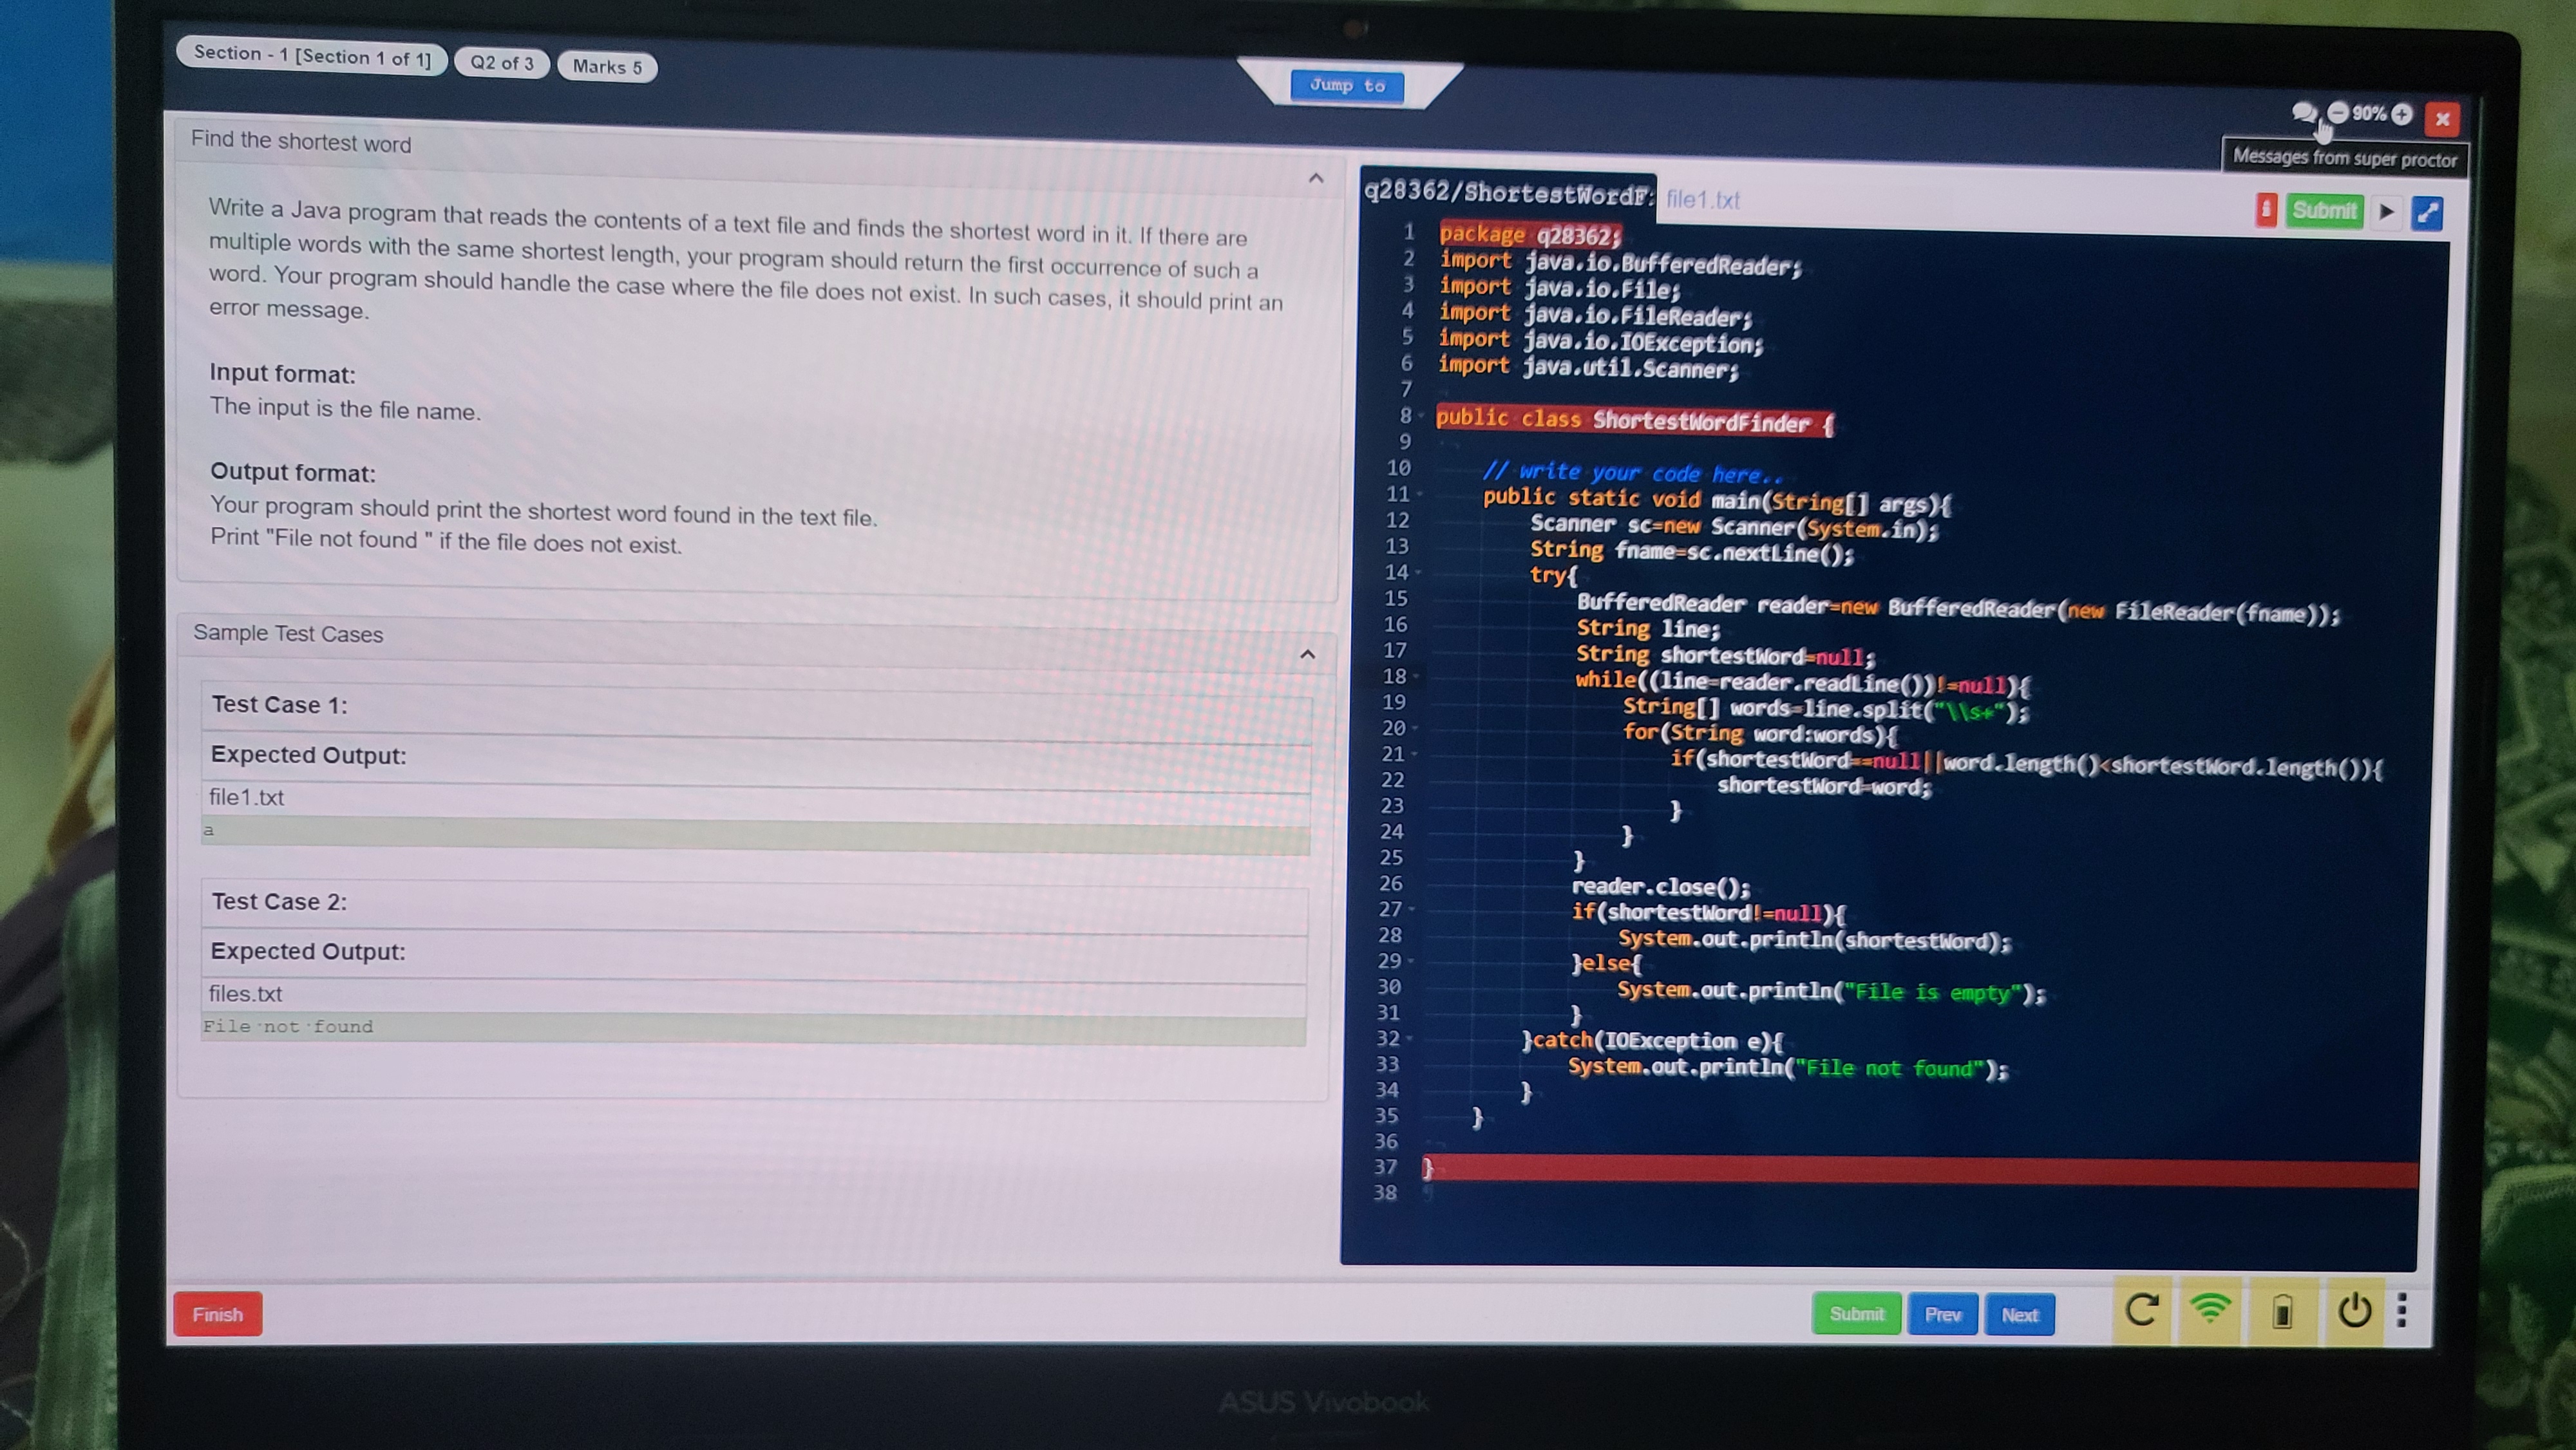 Section - 1 [Section 1 of 1] Q2 of 3 Marks 5
Jump to
90%
Messages from super proctor
Find the shortest word
Write a Java program that reads the contents of a text file and finds the shortest word in it. If there are
multiple words with the same shortest length, your program should return the first occurrence of such a
word. Your program should handle the case where the file does not exist. In such cases, it should print an
error message.
Input format:
The input is the file name.
Output format:
Your program should print the shortest word found in the text file.
Print "File not found " if the file does not exist.
Sample Test Cases
Test Case 1:
Expected Output:
file1.txt
a
Test Case 2:
Expected Output:
files.txt
File not found
q28362/ShortestWordF: file1.txt
Submit
1 package q28362;
2 import java.io.BufferedReader;
3 import java.io.File;
4 import java.io.FileReader;
5 import java.io.IOException;
6 import java.util.Scanner;
7
8 public class ShortestWordFinder {
9
10 // write your code here..
11 public static void main(String[] args){
12 Scanner sc=new Scanner(System.in);
13 String fname=sc.nextLine();
14 try{
15 BufferedReader reader=new BufferedReader(new FileReader(fname));
16 String line;
17 String shortestWord=null;
18 while((line=reader.readLine())!=null){
19 String[] words=line.split("\\s+");
20 for(String word:words){
21 if(shortestWord==null||word.length()<shortestWord.length()){
22 shortestWord=word;
23 }
24 }
25 }
26 reader.close();
27 if(shortestWord!=null){
28 System.out.println(shortestWord);
29 }else{
30 System.out.println("File is empty");
31 }
32 }catch(IOException e){
33 System.out.println("File not found");
34 }
35 }
36
37 }
38
Finish
Submit Prev Next
ASUS Vivobook